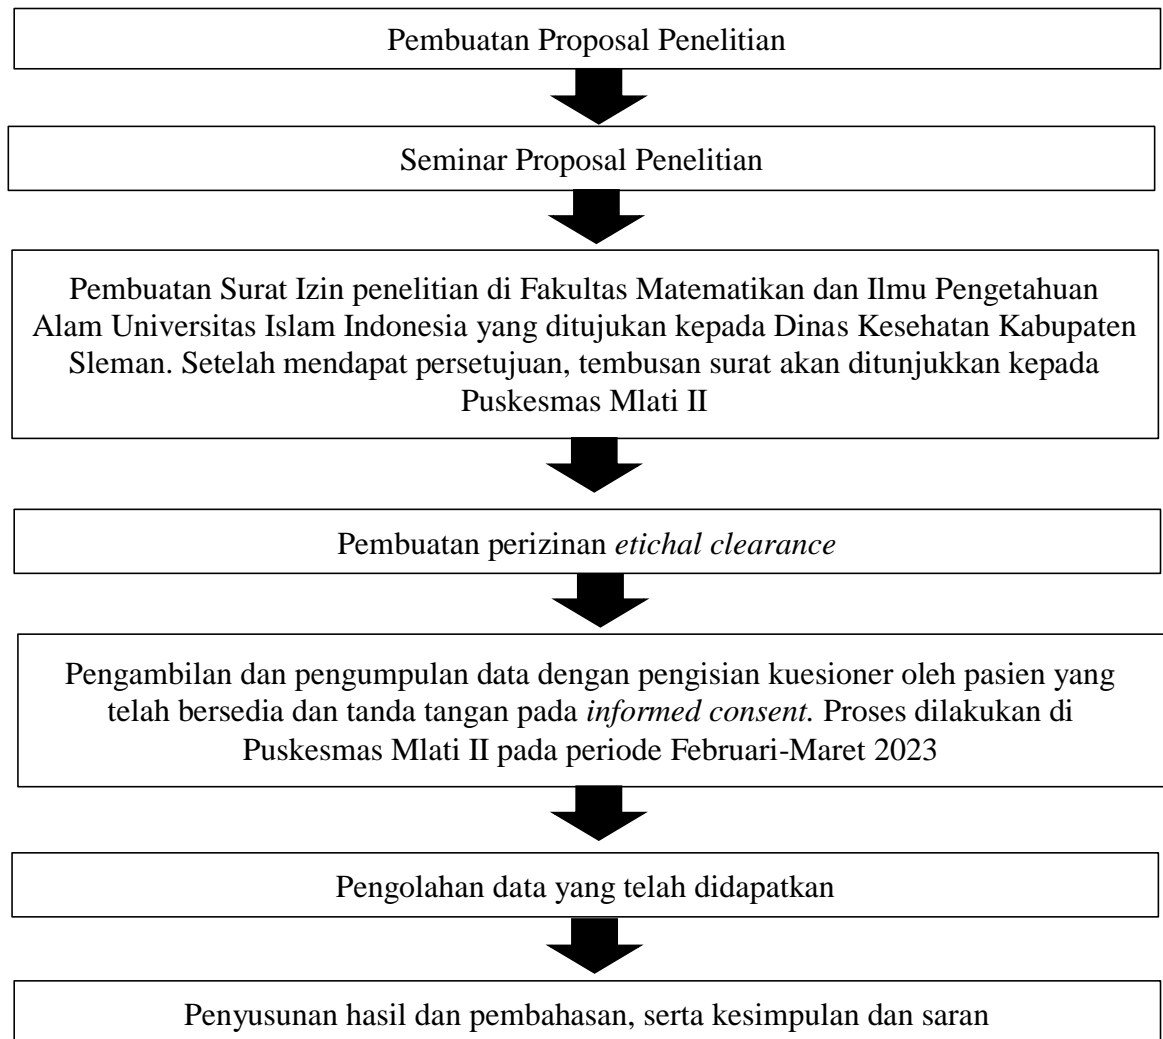 Pembuatan Proposal Penelitian
Seminar Proposal Penelitian
Pembuatan Surat Izin penelitian di Fakultas Matematikan dan Ilmu Pengetahuan
Alam Universitas Islam Indonesia yang ditujukan kepada Dinas Kesehatan Kabupaten
Sleman. Setelah mendapat persetujuan, tembusan surat akan ditunjukkan kepada
Puskesmas Mlati II
Pembuatan perizinan etichal clearance
Pengambilan dan pengumpulan data dengan pengisian kuesioner oleh pasien yang
telah bersedia dan tanda tangan pada informed consent. Proses dilakukan di
Puskesmas Mlati II pada periode Februari-Maret 2023
Pengolahan data yang telah didapatkan
Penyusunan hasil dan pembahasan, serta kesimpulan dan saran